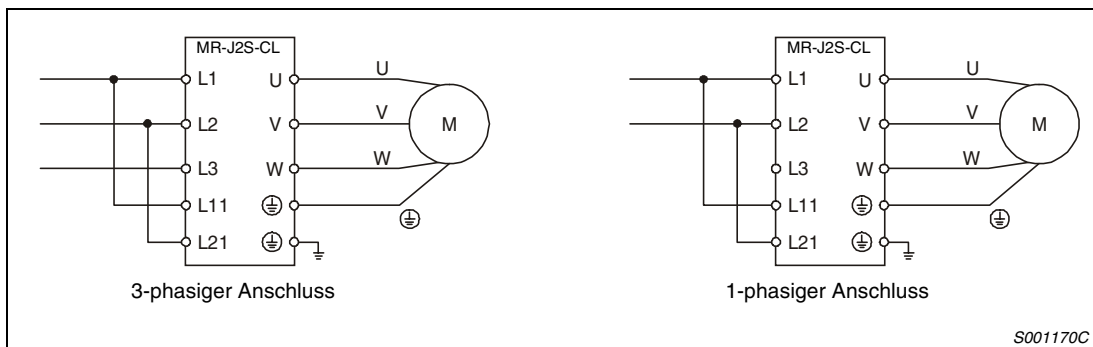 MR-J2S-CL
L1 U U
L2 V V M
L3 W W
L11
L21
3-phasiger Anschluss
MR-J2S-CL
L1 U U
L2 V V M
L3 W W
L11
L21
1-phasiger Anschluss
S001170C